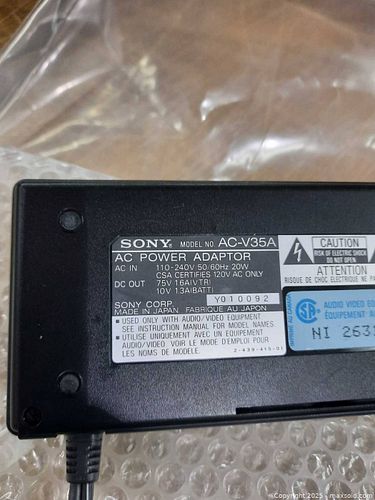 SONY. MODEL NO. AC-V35A
AC POWER ADAPTOR
AC IN 110-240V 50/60Hz 20W
CSA CERTIFIES 120V AC ONLY
DC OUT 7.5V 1.6A(VTR)
10V 1.3A(BATT)
SONY CORP. Y010092
MADE IN JAPAN FABRIQUÉ AU JAPON
• USED ONLY WITH AUDIO/VIDEO EQUIPMENT
SEE INSTRUCTION MANUAL FOR MODEL NAMES.
• UTILISE UNIQUEMENT AVEC UN EQUIPEMENT
AUDIO/VIDEO. VOIR LE MODE D'EMPLOI POUR
LES NOMS DE MODELE.
2-439-415-01
CAUTION
RISK OF ELECTRIC SHOCK
DO NOT OPEN
ATTENTION
RISQUE DE CHOC ELECTRIQUE NE PAS
AUDIO VIDEO
EQUIPEMENT AU
NI 263
Copyright 2025 - maxsold.com